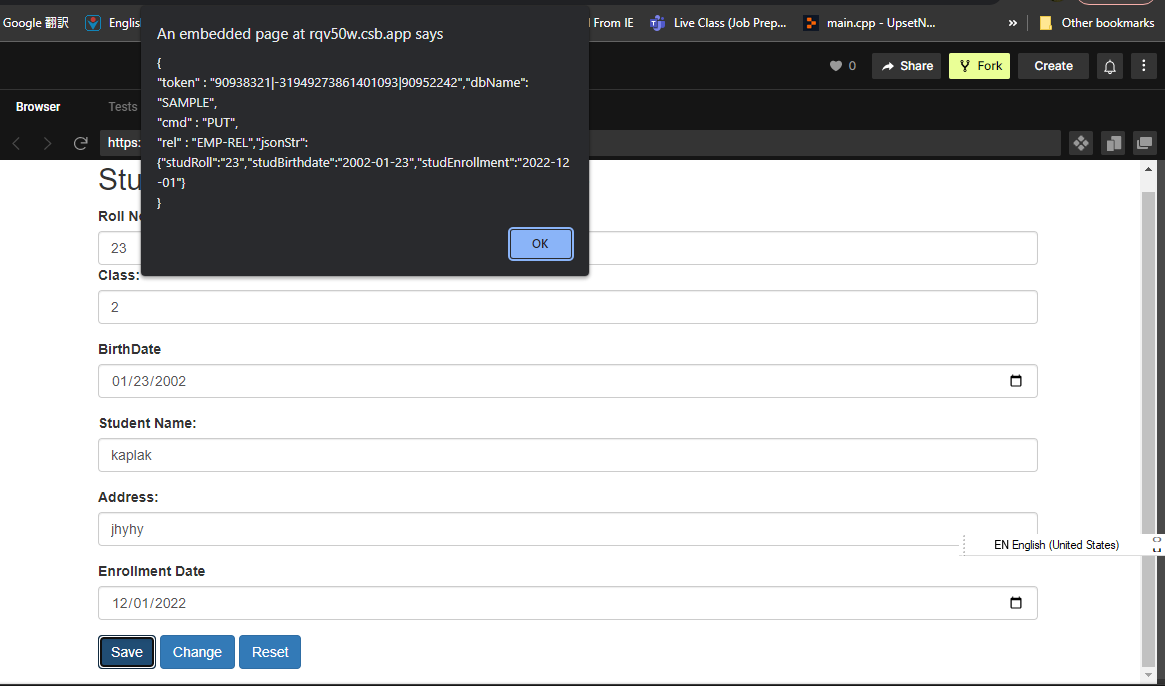 Google 翻訳
Englis
From IE
Live Class (Job Prep...
main.cpp - UpsetN...
»
Other bookmarks
An embedded page at rqv50w.csb.app says
{
"token" : "90938321|-31949273861401093|90952242","dbName":
"SAMPLE",
"cmd" : "PUT",
"rel" : "EMP-REL","jsonStr":
{"studRoll":"23","studBirthdate":"2002-01-23","studEnrollment":"2022-12
-01"}
}
OK
0
Share
Fork
Create
Browser
Tests
https:
Stu
Roll N
23
Class:
2
BirthDate
01/23/2002
Student Name:
kaplak
Address:
jhyhy
EN English (United States)
Enrollment Date
12/01/2022
Save
Change
Reset